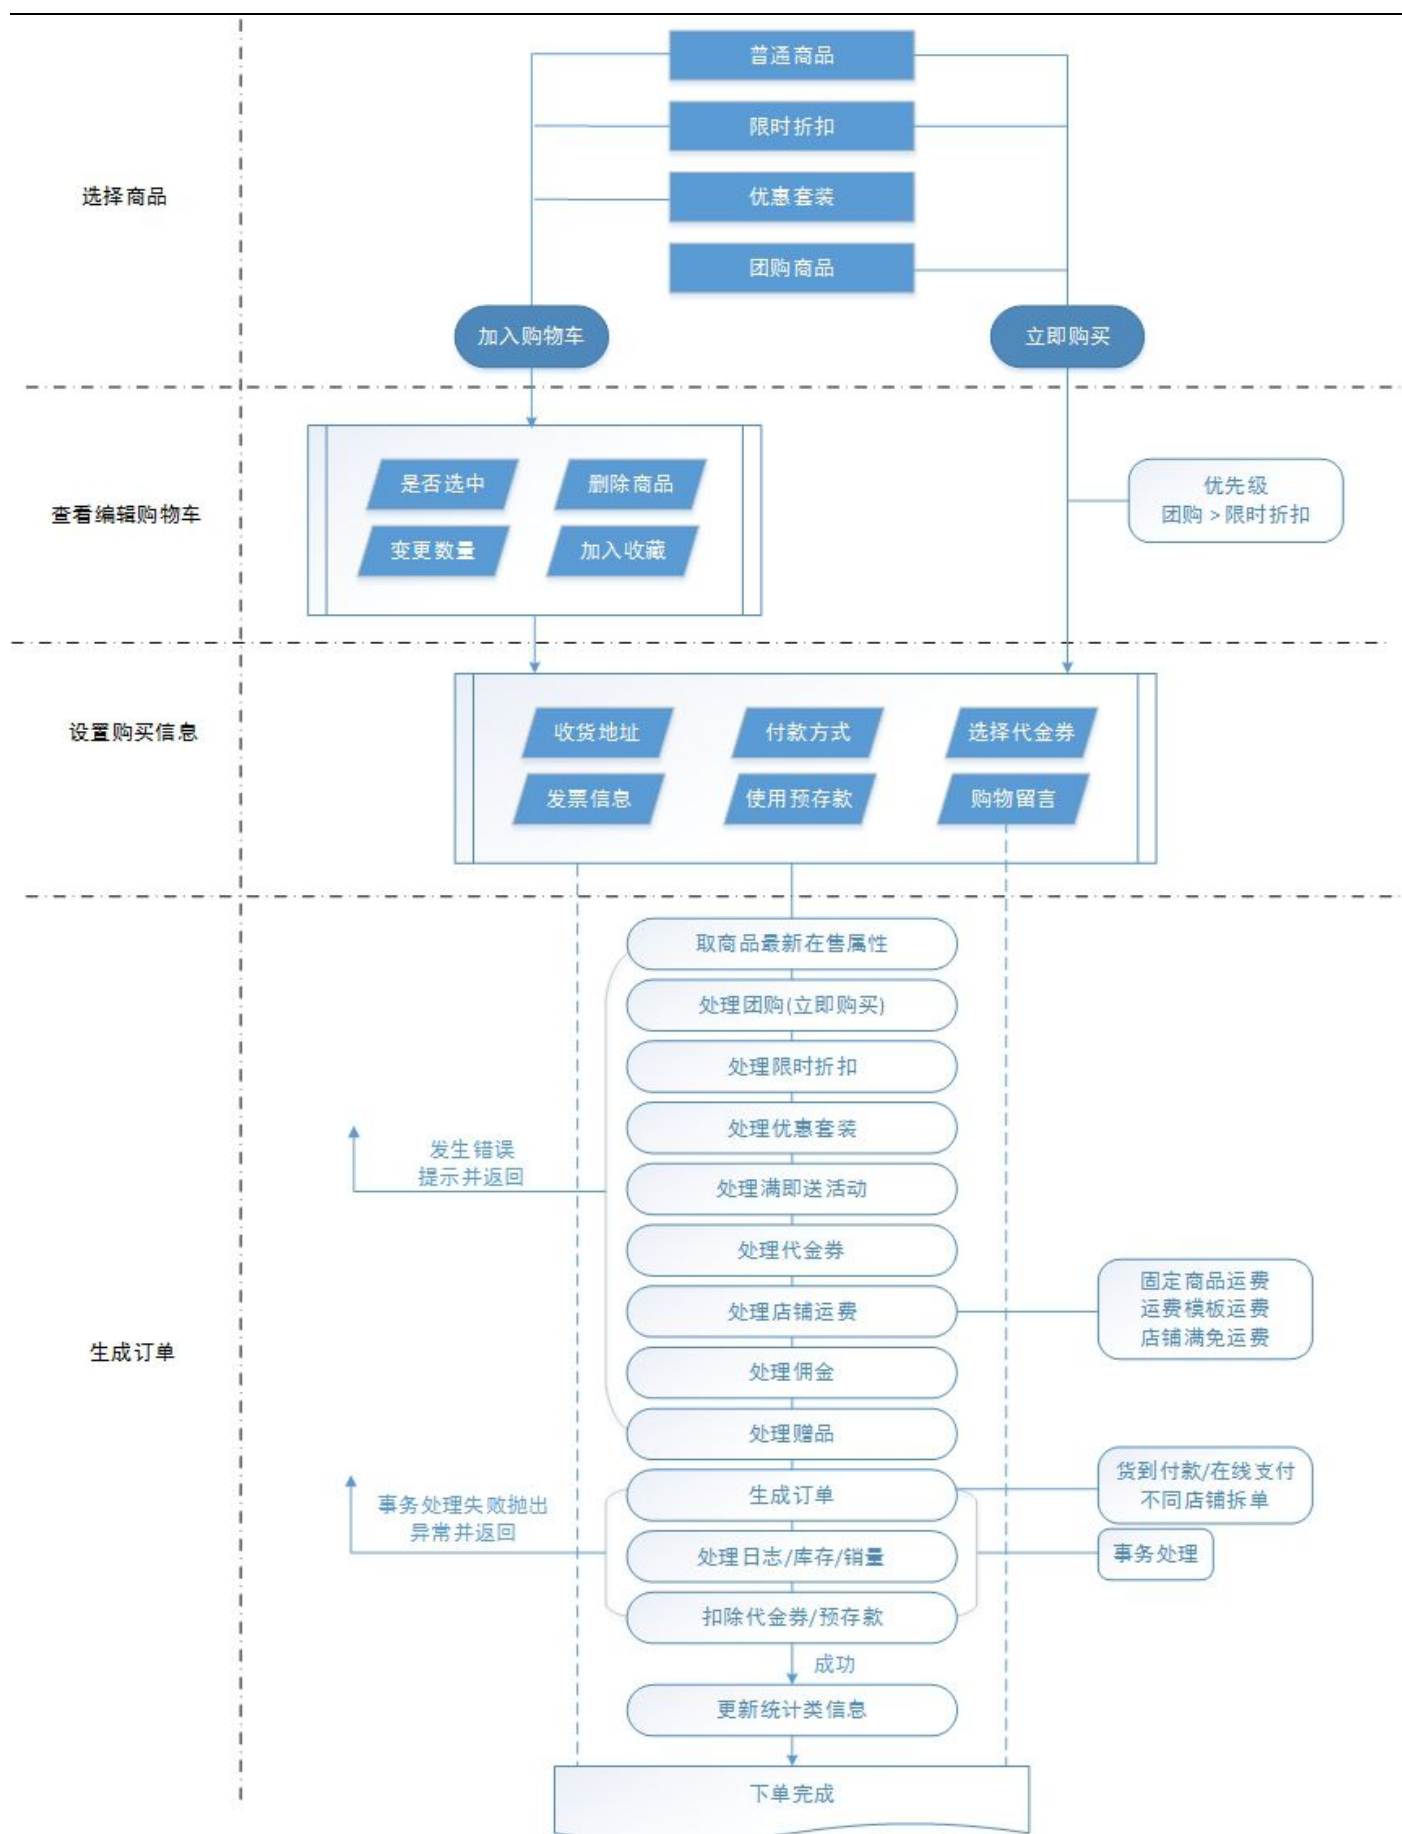 普通商品
限时折扣
选择商品
优惠套装
团购商品
加入购物车
立即购买
查看编辑购物车
是否选中
删除商品
变更数量
加入收藏
优先级
团购 > 限时折扣
设置购买信息
收货地址
付款方式
选择代金券
发票信息
使用预存款
购物留言
生成订单
取商品最新在售属性
处理团购(立即购买)
处理限时折扣
处理优惠套装
发生错误
提示并返回
处理满即送活动
处理代金券
处理店铺运费
固定商品运费
运费模板运费
店铺满免运费
处理佣金
处理赠品
生成订单
货到付款/在线支付
不同店铺拆单
事务处理失败抛出
异常并返回
处理日志/库存/销量
事务处理
扣除代金券/预存款
成功
更新统计类信息
下单完成